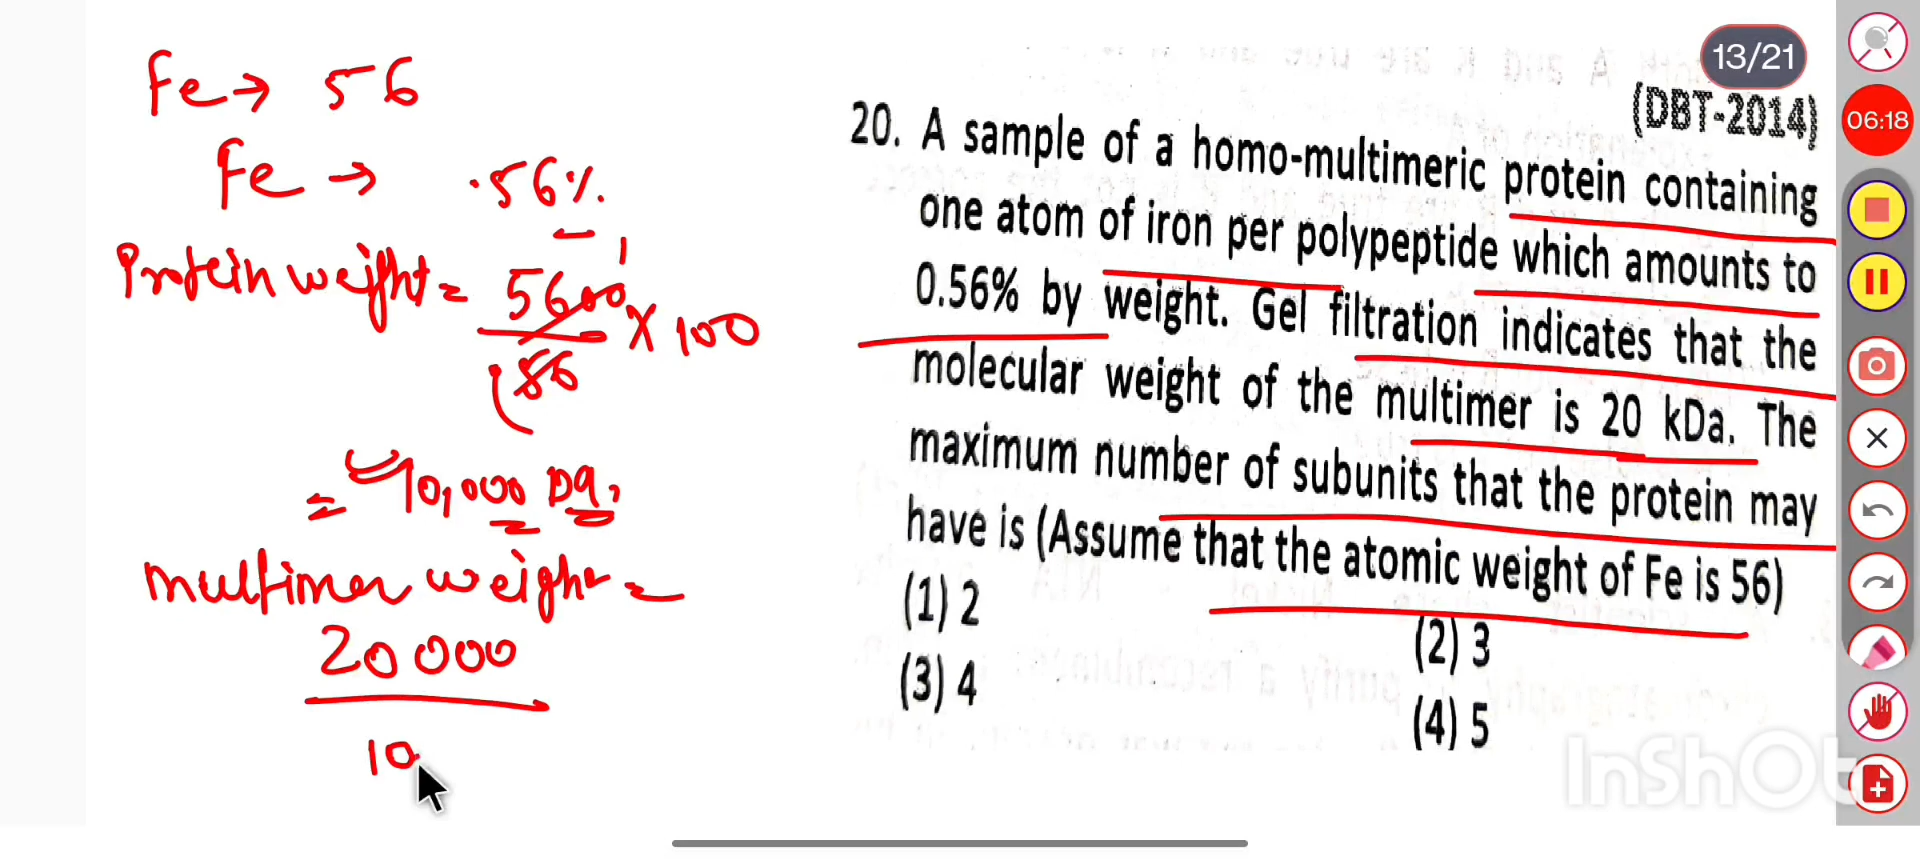 Fe → 56
Fe → .56%
Protein weight = 5600/56 X 100
= 10,000 Da,
multimer weight =
20 000
10
13/21
(DBT-2014)
20. A sample of a homo-multimeric protein containing
one atom of iron per polypeptide which amounts to
0.56% by weight. Gel filtration indicates that the
molecular weight of the multimer is 20 kDa. The
maximum number of subunits that the protein may
have is (Assume that the atomic weight of Fe is 56)
(1) 2
(2) 3
(3) 4
(4) 5
06:18
InShot